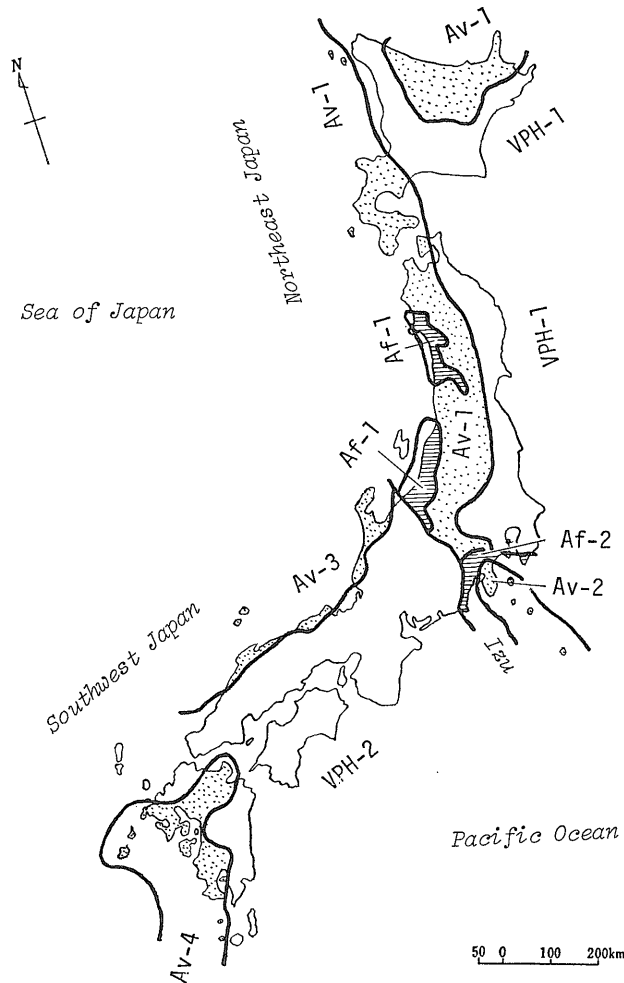 Av-1
N
Av-1
VPH-1
Northeast Japan
Sea of Japan
Af-1
VPH-1
Af-1
Av-1
Af-2
Av-3
Av-2
Izu
Southwest Japan
VPH-2
Pacific Ocean
Av-4
50 0 100 200km